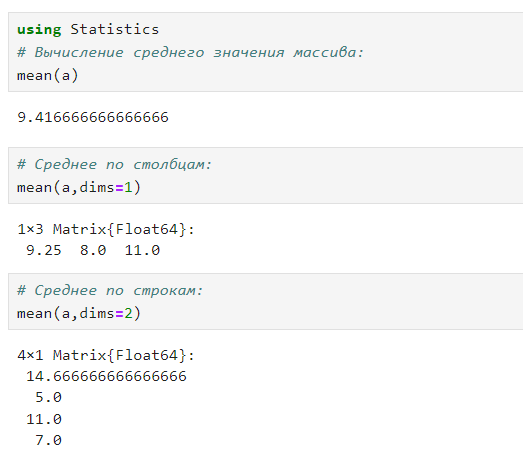 using Statistics
# Вычисление среднего значения массива:
mean(a)
9.416666666666666
# Среднее по столбцам:
mean(a,dims=1)
1×3 Matrix{Float64}:
 9.25  8.0  11.0
# Среднее по строкам:
mean(a,dims=2)
4×1 Matrix{Float64}:
 14.666666666666666
  5.0
 11.0
  7.0